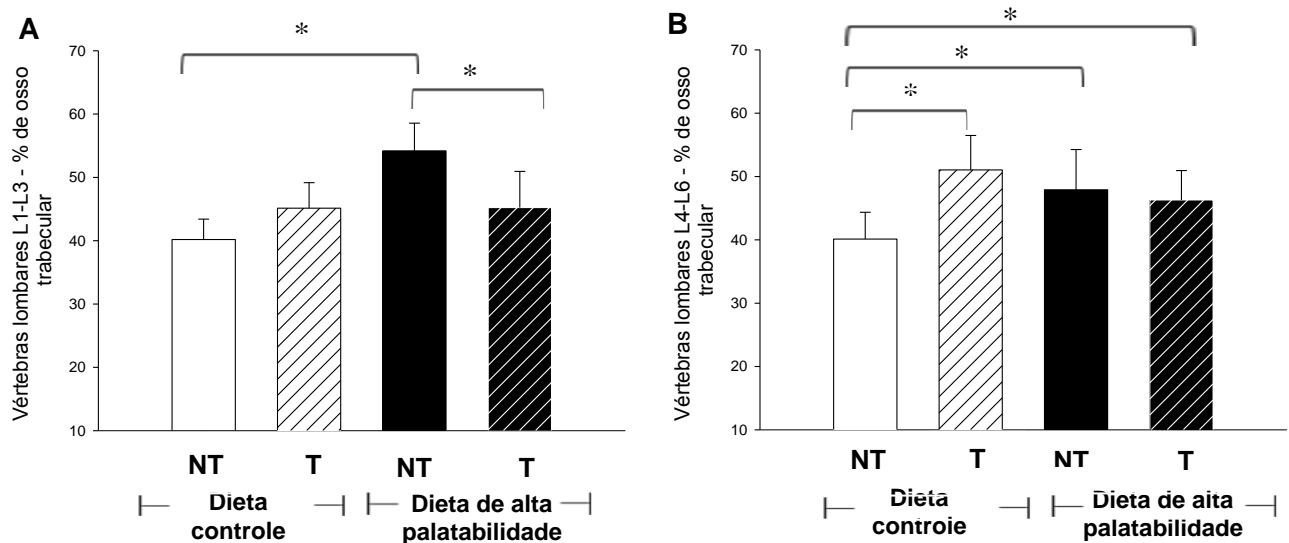 A
*
*
70
60
50
40
30
20
10
Vértebras lombares L1-L3 - % de osso
trabecular
NT
T
NT
T
Dieta
controle
Dieta de alta
palatabilidade
B
*
*
*
70
60
50
40
30
20
10
Vértebras lombares L4-L6 - % de osso
trabecular
NT
T
NT
T
Dieta
controle
Dieta de alta
palatabilidade